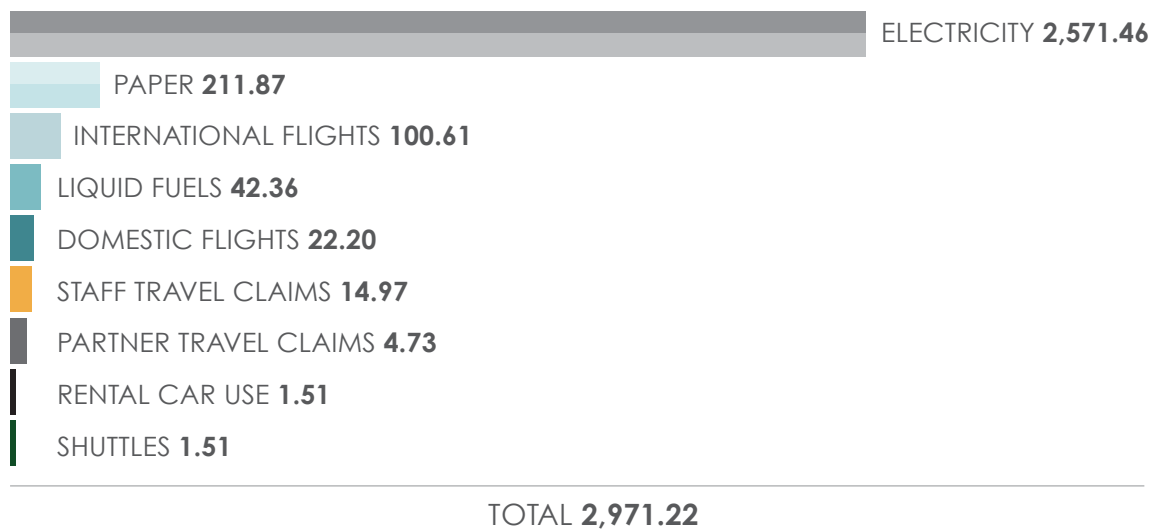 ELECTRICITY 2,571.46
PAPER 211.87
INTERNATIONAL FLIGHTS 100.61
LIQUID FUELS 42.36
DOMESTIC FLIGHTS 22.20
STAFF TRAVEL CLAIMS 14.97
PARTNER TRAVEL CLAIMS 4.73
RENTAL CAR USE 1.51
SHUTTLES 1.51
TOTAL 2,971.22